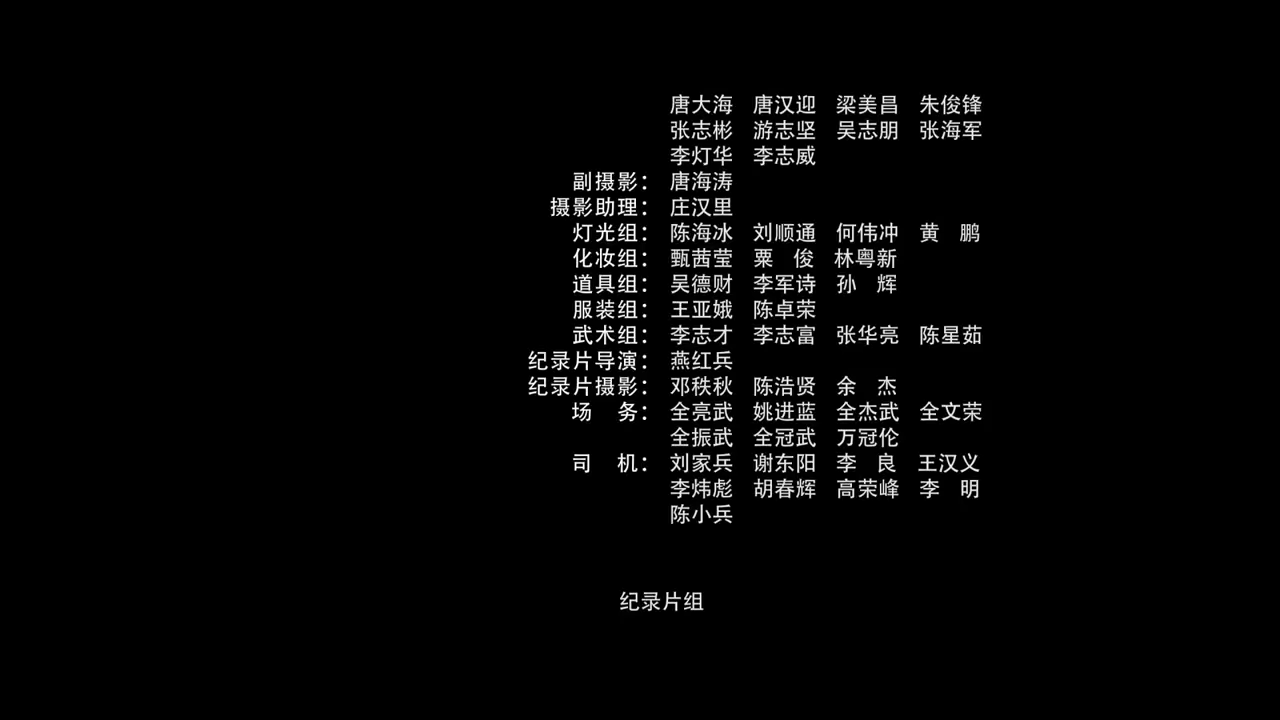 唐大海 唐汉迎 梁美昌 朱俊锋
张志彬 游志坚 吴志朋 张海军
李灯华 李志威
副摄影： 唐海涛
摄影助理： 庄汉里
灯光组： 陈海冰 刘顺通 何伟冲 黄 鹏
化妆组： 甄茜莹 粟 俊 林粤新
道具组： 吴德财 李军诗 孙 辉
服装组： 王亚娥 陈卓荣
武术组： 李志才 李志富 张华亮 陈星茹
纪录片导演： 燕红兵
纪录片摄影： 邓秩秋 陈浩贤 余 杰
场 务： 全亮武 姚进蓝 全杰武 全文荣
全振武 全冠武 万冠伦
司 机： 刘家兵 谢东阳 李 良 王汉义
李炜彪 胡春辉 高荣峰 李 明
陈小兵
纪录片组